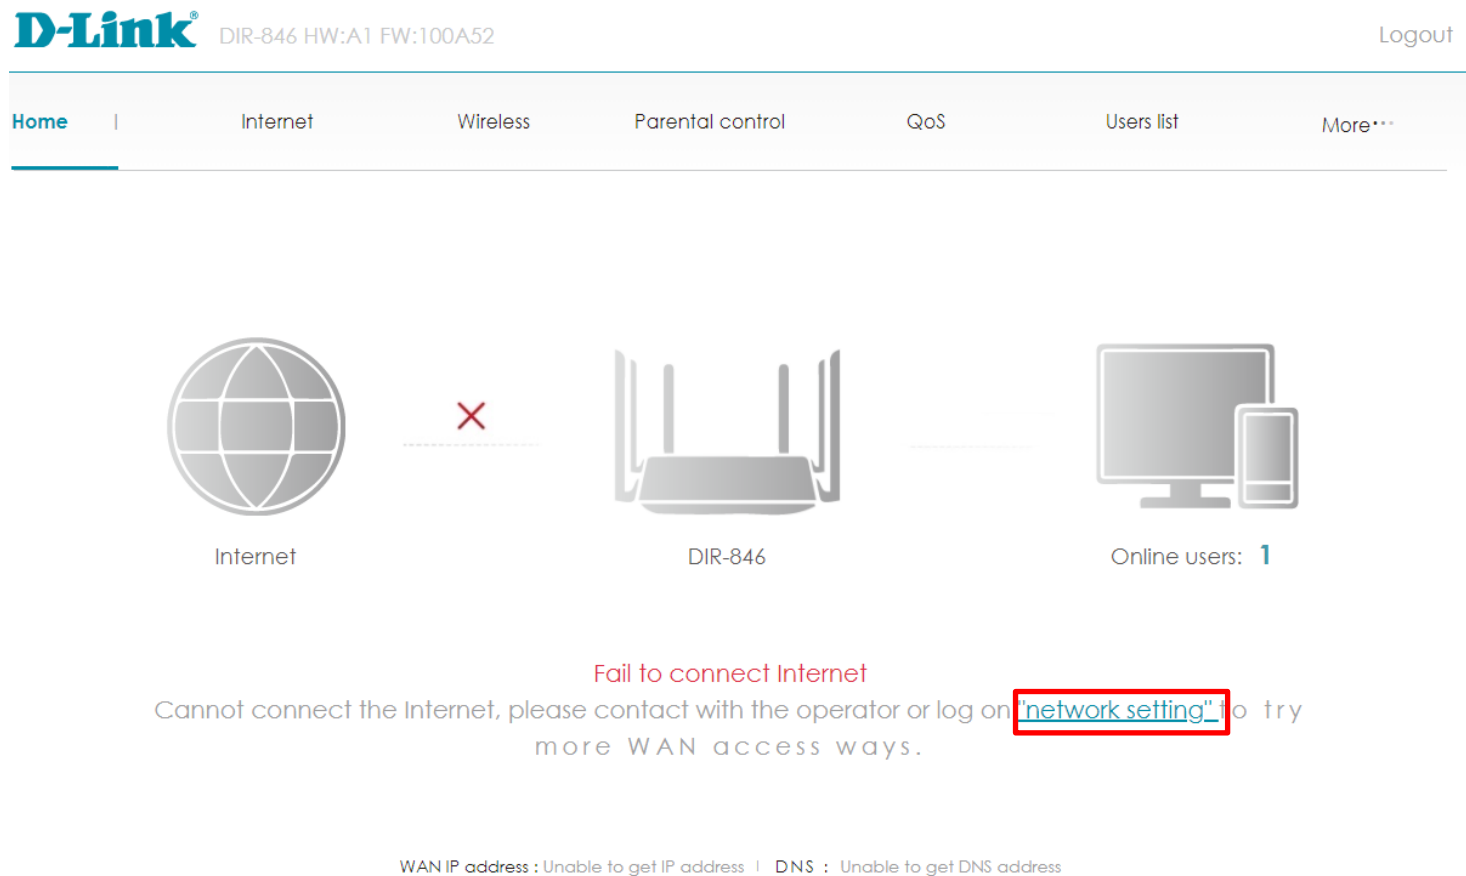 D-Link® DIR-846 HW:A1 FW:100A52 Logout
Home | Internet Wireless Parental control QoS Users list More···
Internet DIR-846 Online users: 1
Fail to connect Internet
Cannot connect the Internet, please contact with the operator or log on "network setting" to try
more WAN access ways.
WAN IP address : Unable to get IP address | DNS : Unable to get DNS address